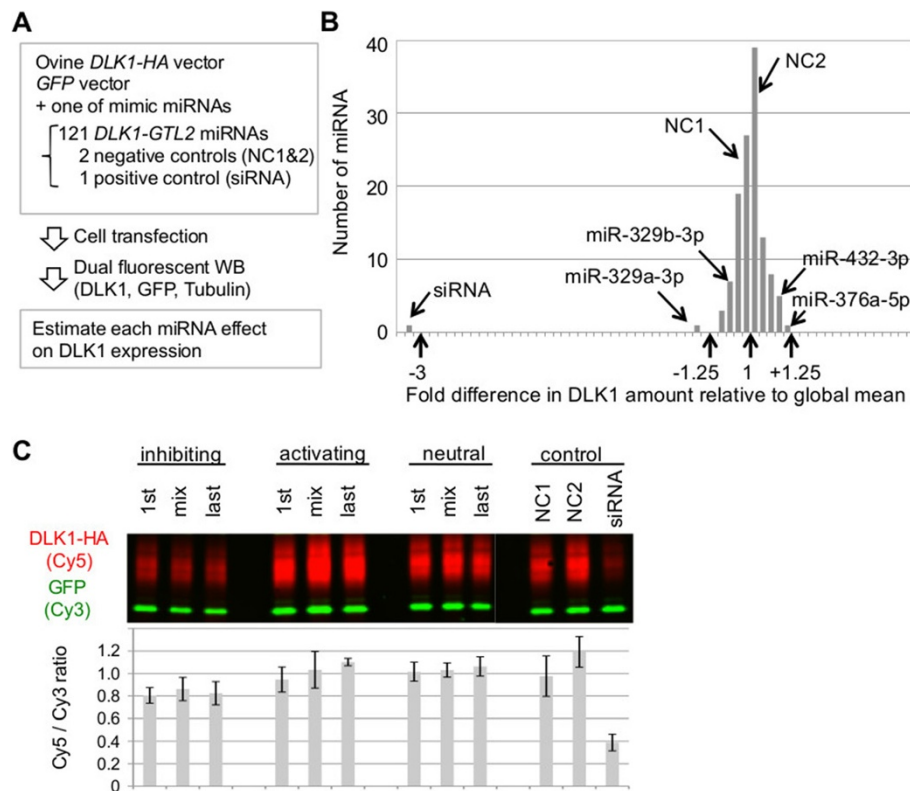 A
Ovine DLK1-HA vector
GFP vector
+ one of mimic miRNAs
121 DLK1-GTL2 miRNAs
2 negative controls (NC1&2)
1 positive control (siRNA)
Cell transfection
Dual fluorescent WB
(DLK1, GFP, Tubulin)
Estimate each miRNA effect
on DLK1 expression
B
Number of miRNA
40
30
20
10
0
NC2
NC1
miR-329b-3p
miR-432-3p
miR-329a-3p
siRNA
miR-376a-5p
-3
-1.25
1
+1.25
Fold difference in DLK1 amount relative to global mean
C
inhibiting
activating
neutral
control
1st
mix
last
1st
mix
last
1st
mix
last
NC1
NC2
siRNA
DLK1-HA
(Cy5)
GFP
(Cy3)
Cy5 / Cy3 ratio
1.2
1.0
0.8
0.6
0.4
0.2
0